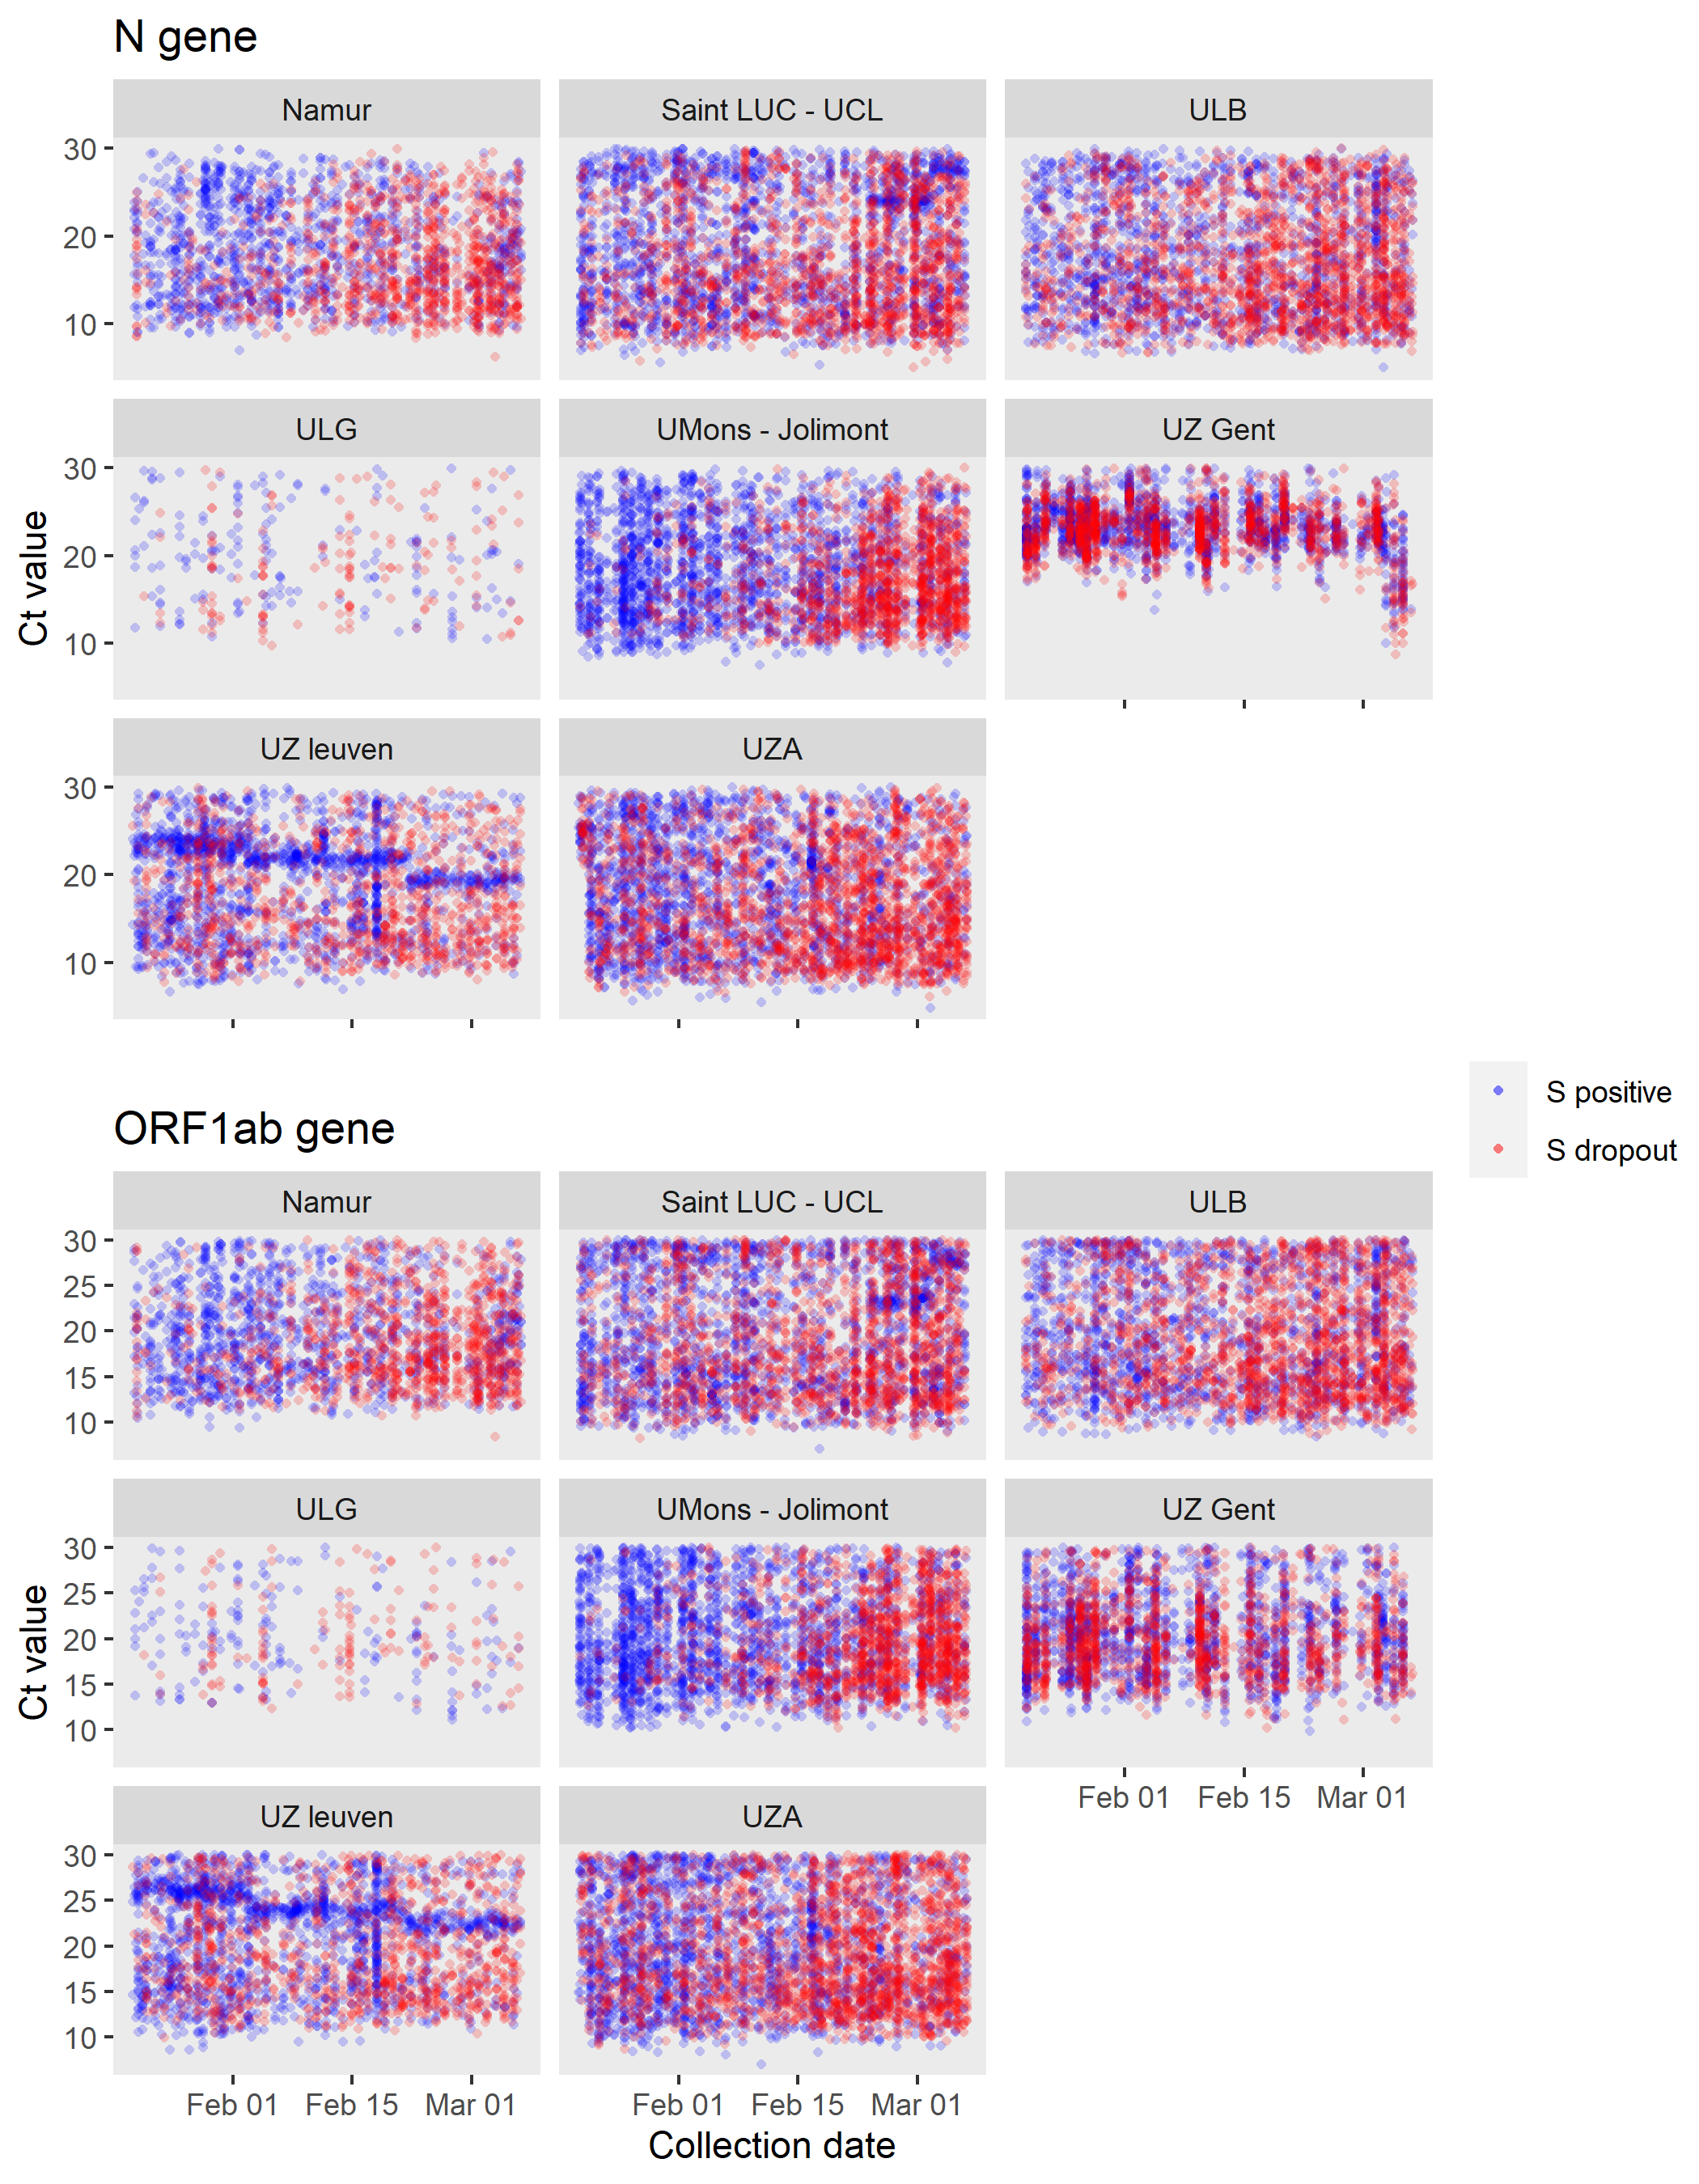 N gene
Namur
Saint LUC - UCL
ULB
30
20
10
ULG
UMons - Jolimont
UZ Gent
30
20
10
Ct value
UZ leuven
UZA
30
20
10
S positive
S dropout
ORF1ab gene
Namur
Saint LUC - UCL
ULB
30
25
20
15
10
ULG
UMons - Jolimont
UZ Gent
30
25
20
15
10
Ct value
Feb 01 Feb 15 Mar 01
UZ leuven
UZA
30
25
20
15
10
Feb 01 Feb 15 Mar 01
Feb 01 Feb 15 Mar 01
Collection date